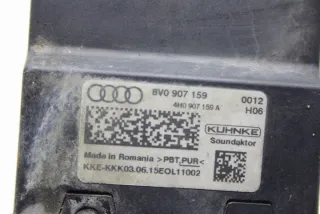 8V0 907 159
0012
4H0 907 159 A
H06
KUHNKE
Soundaktor
Made in Romania >PBT,PUR<
KKE-KKK03.06.15EOL11002